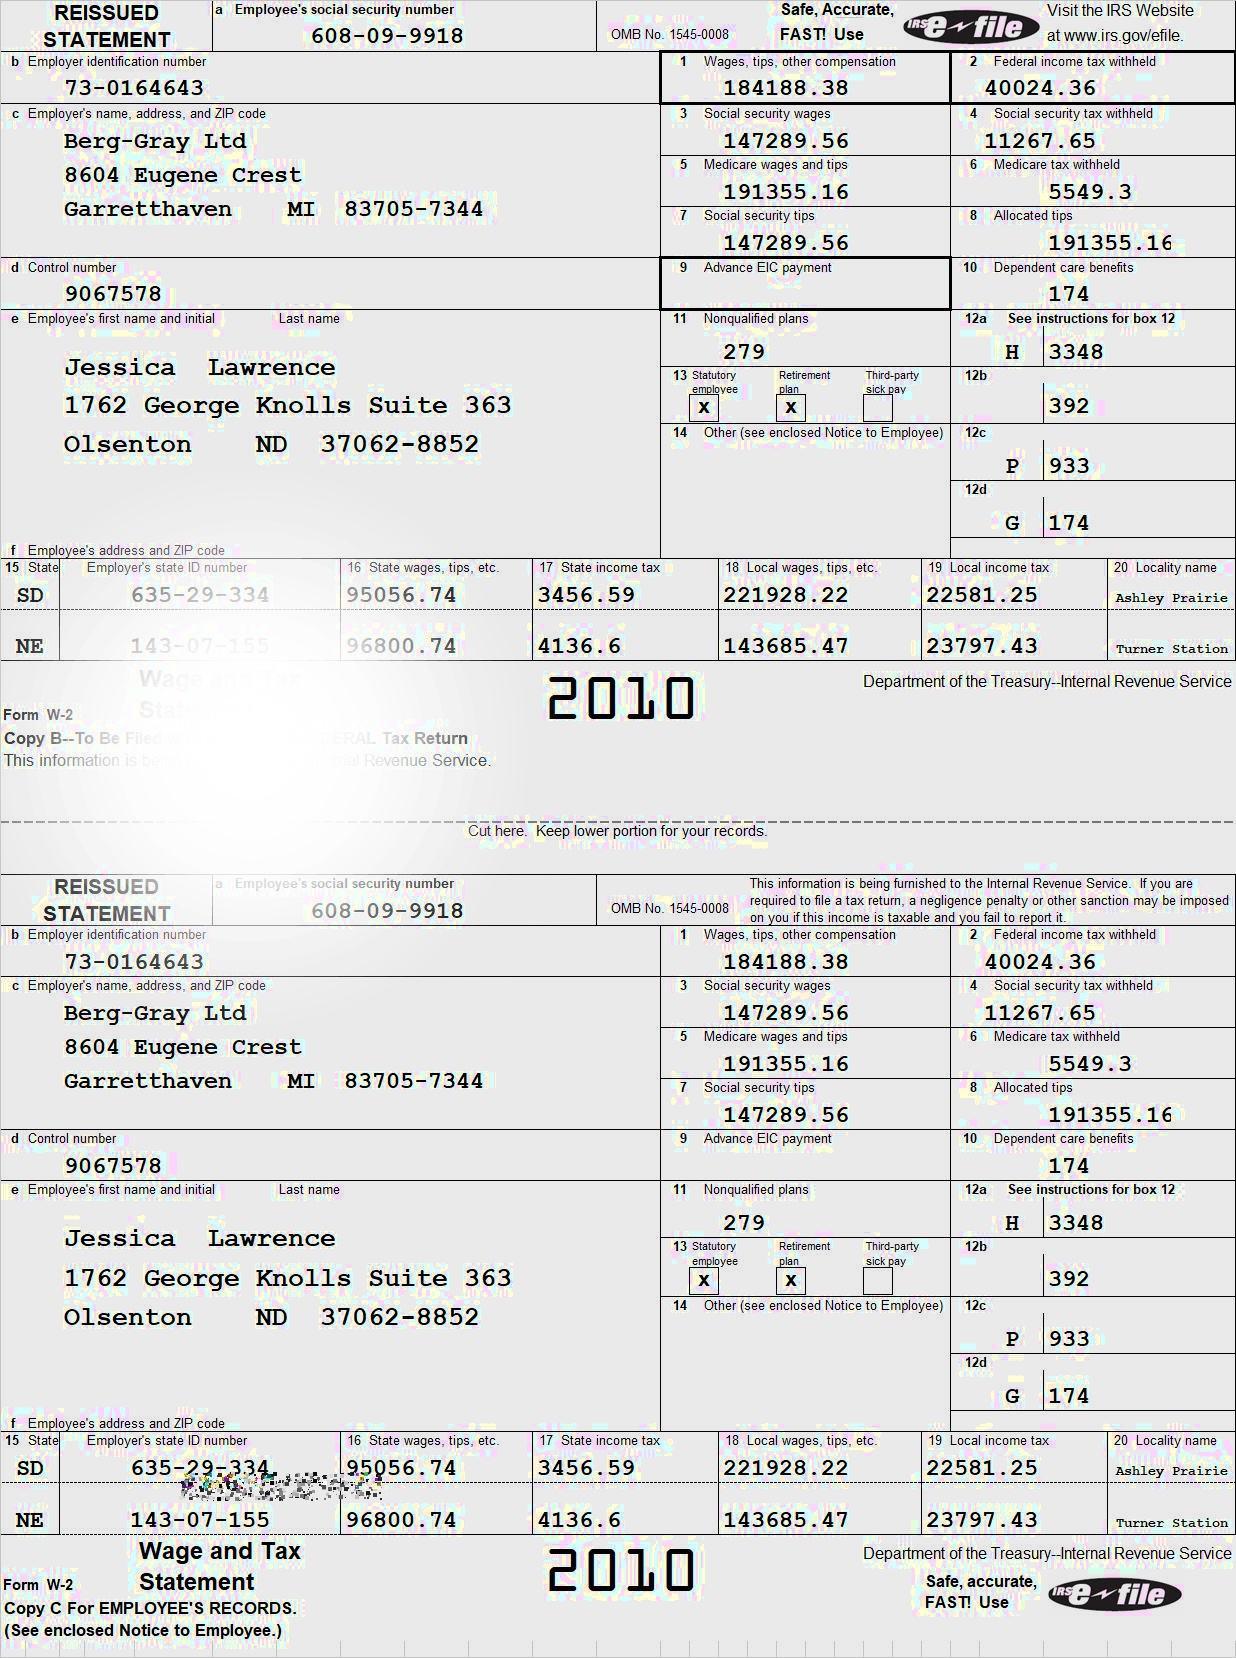 REISSUED
STATEMENT
a Employee's social security number
608-09-9918
OMB No. 1545-0008
Safe, Accurate,
FAST! Use
IRS e-file
Visit the IRS Website
at www.irs.gov/efile.
b Employer identification number
73-0164643
1 Wages, tips, other compensation
184188.38
2 Federal income tax withheld
40024.36
c Employer's name, address, and ZIP code
Berg-Gray Ltd
8604 Eugene Crest
Garretthaven MI 83705-7344
3 Social security wages
147289.56
4 Social security tax withheld
11267.65
5 Medicare wages and tips
191355.16
6 Medicare tax withheld
5549.3
7 Social security tips
147289.56
8 Allocated tips
191355.16
d Control number
9067578
9 Advance EIC payment
10 Dependent care benefits
174
e Employee's first name and initial Last name
Jessica Lawrence
1762 George Knolls Suite 363
Olsenton ND 37062-8852
11 Nonqualified plans
279
12a See instructions for box 12
H 3348
13 Statutory employee Retirement plan Third-party sick pay
X X
12b
392
14 Other (see enclosed Notice to Employee)
12c
P 933
12d
G 174
f Employee's address and ZIP code
15 State Employer's state ID number 16 State wages, tips, etc. 17 State income tax 18 Local wages, tips, etc. 19 Local income tax 20 Locality name
SD 635-29-334 95056.74 3456.59 221928.22 22581.25 Ashley Prairie
NE 143-07-155 96800.74 4136.6 143685.47 23797.43 Turner Station
Wage and Tax
Form W-2
2010
Department of the Treasury--Internal Revenue Service
Copy B--To Be Filed Tax Return
This information is Revenue Service.
Cut here. Keep lower portion for your records.
REISSUED
STATEMENT
a Employee's social security number
608-09-9918
OMB No. 1545-0008
This information is being furnished to the Internal Revenue Service. If you are
required to file a tax return, a negligence penalty or other sanction may be imposed
on you if this income is taxable and you fail to report it.
b Employer identification number
73-0164643
1 Wages, tips, other compensation
184188.38
2 Federal income tax withheld
40024.36
c Employer's name, address, and ZIP code
Berg-Gray Ltd
8604 Eugene Crest
Garretthaven MI 83705-7344
3 Social security wages
147289.56
4 Social security tax withheld
11267.65
5 Medicare wages and tips
191355.16
6 Medicare tax withheld
5549.3
7 Social security tips
147289.56
8 Allocated tips
191355.16
d Control number
9067578
9 Advance EIC payment
10 Dependent care benefits
174
e Employee's first name and initial Last name
Jessica Lawrence
1762 George Knolls Suite 363
Olsenton ND 37062-8852
11 Nonqualified plans
279
12a See instructions for box 12
H 3348
13 Statutory employee Retirement plan Third-party sick pay
X X
12b
392
14 Other (see enclosed Notice to Employee)
12c
P 933
12d
G 174
f Employee's address and ZIP code
15 State Employer's state ID number 16 State wages, tips, etc. 17 State income tax 18 Local wages, tips, etc. 19 Local income tax 20 Locality name
SD 635-29-334 95056.74 3456.59 221928.22 22581.25 Ashley Prairie
NE 143-07-155 96800.74 4136.6 143685.47 23797.43 Turner Station
Wage and Tax
Statement
Form W-2
2010
Department of the Treasury--Internal Revenue Service
Safe, accurate,
FAST! Use
IRS e-file
Copy C For EMPLOYEE'S RECORDS.
(See enclosed Notice to Employee.)